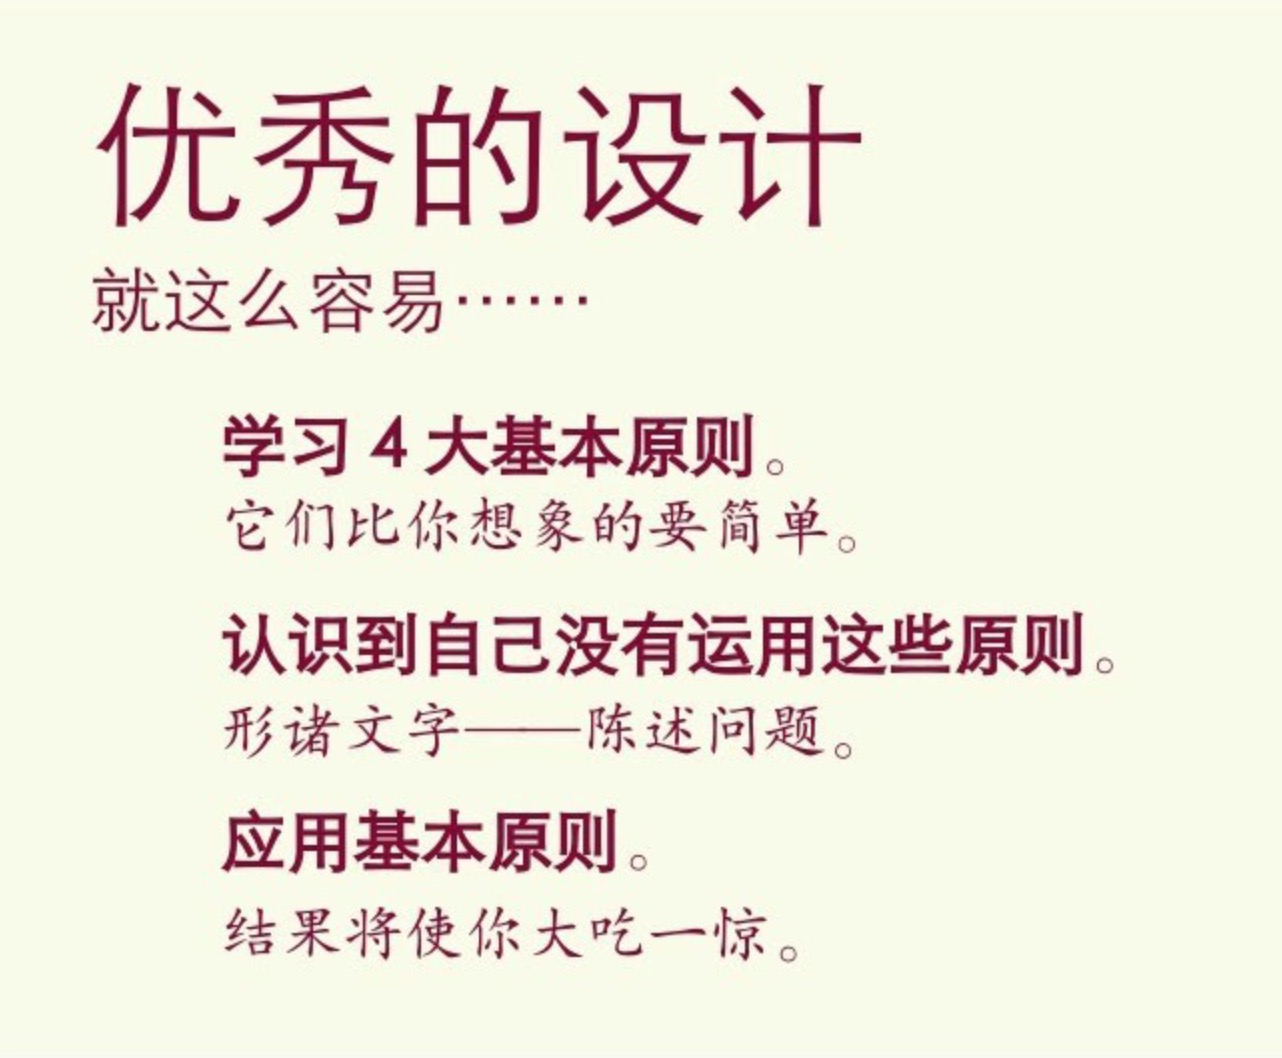 优秀的设计
就这么容易……
学习 4 大基本原则。
它们比你想象的要简单。
认识到自己没有运用这些原则。
形诸文字——陈述问题。
应用基本原则。
结果将使你大吃一惊。